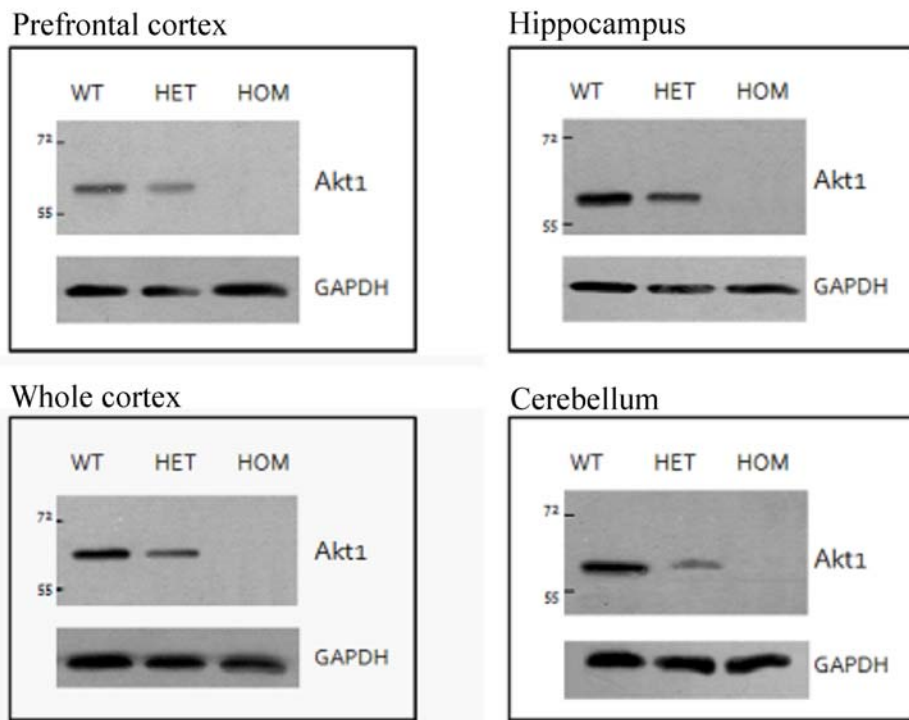 Prefrontal cortex
WT HET HOM
72
Akt1
55
GAPDH
Hippocampus
WT HET HOM
72
Akt1
55
GAPDH
Whole cortex
WT HET HOM
72
Akt1
55
GAPDH
Cerebellum
WT HET HOM
72
Akt1
55
GAPDH